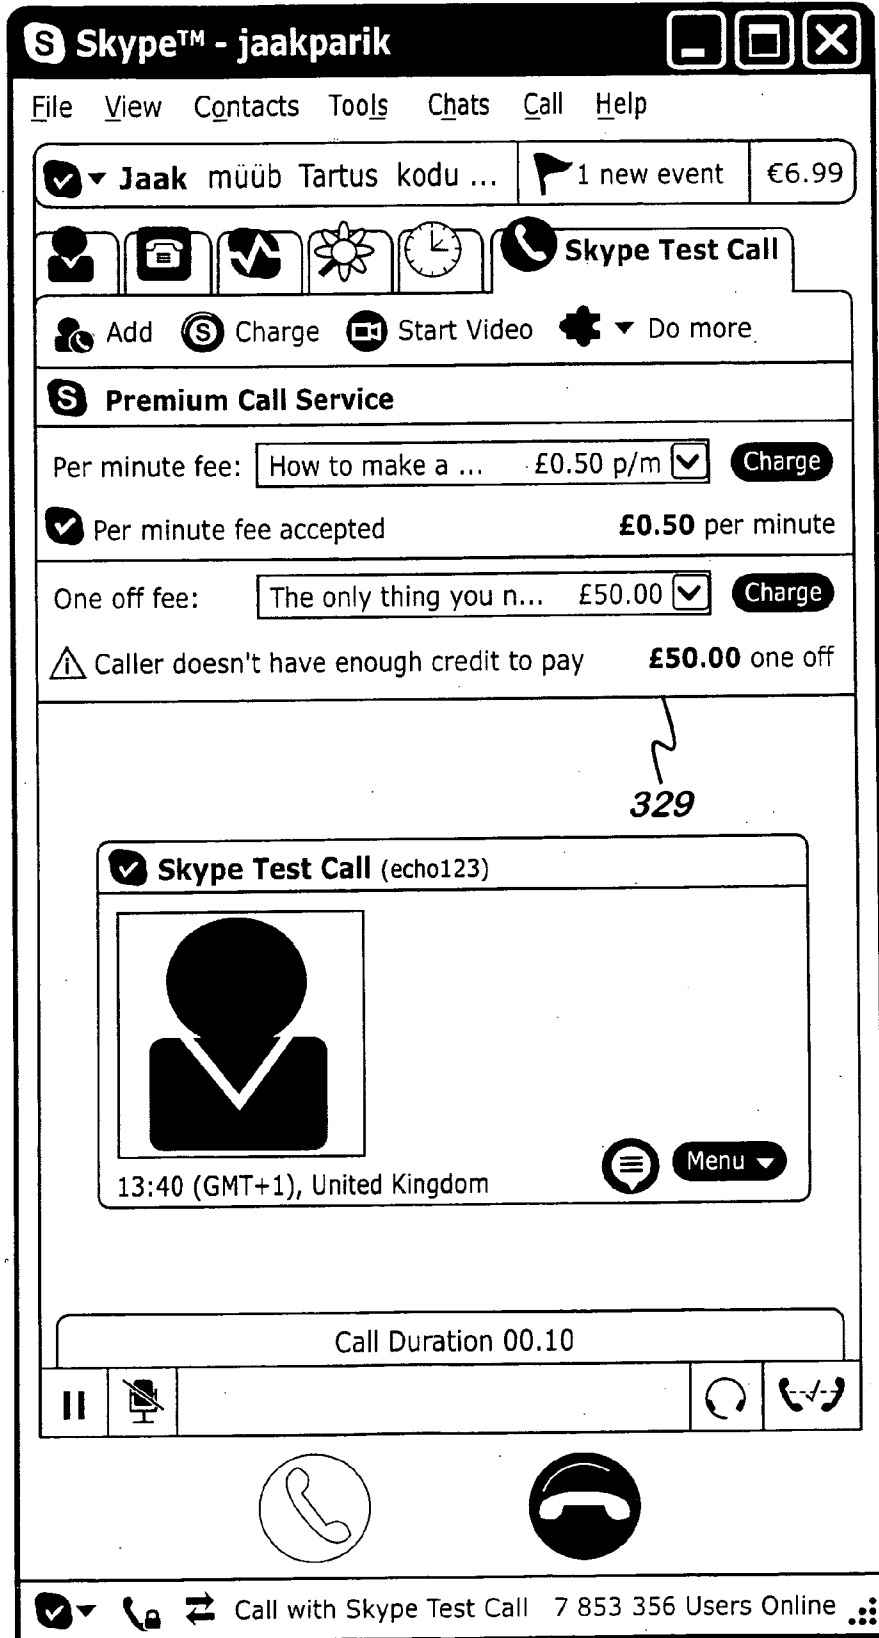 Skype™ - jaakparik
File View Contacts Tools Chats Call Help
Jaak müüb Tartus kodu ... 1 new event €6.99
Skype Test Call
Add S Charge Start Video Do more
S Premium Call Service
Per minute fee: How to make a ... £0.50 p/m Charge
Per minute fee accepted £0.50 per minute
One off fee: The only thing you n... £50.00 Charge
Caller doesn't have enough credit to pay £50.00 one off
329
Skype Test Call (echo123)
Menu
13:40 (GMT+1), United Kingdom
Call Duration 00.10
Call with Skype Test Call 7 853 356 Users Online